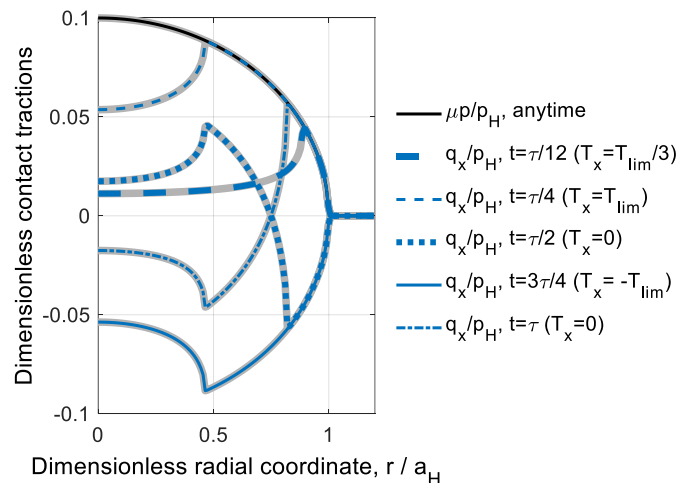 0.1
0.05
0
-0.05
-0.1
0
0.5
1
Dimensionless contact tractions
Dimensionless radial coordinate, r / a_H
μp/p_H, anytime
q_x/p_H, t=τ/12 (T_x=T_lim/3)
q_x/p_H, t=τ/4 (T_x=T_lim)
q_x/p_H, t=τ/2 (T_x=0)
q_x/p_H, t=3τ/4 (T_x= -T_lim)
q_x/p_H, t=τ (T_x=0)